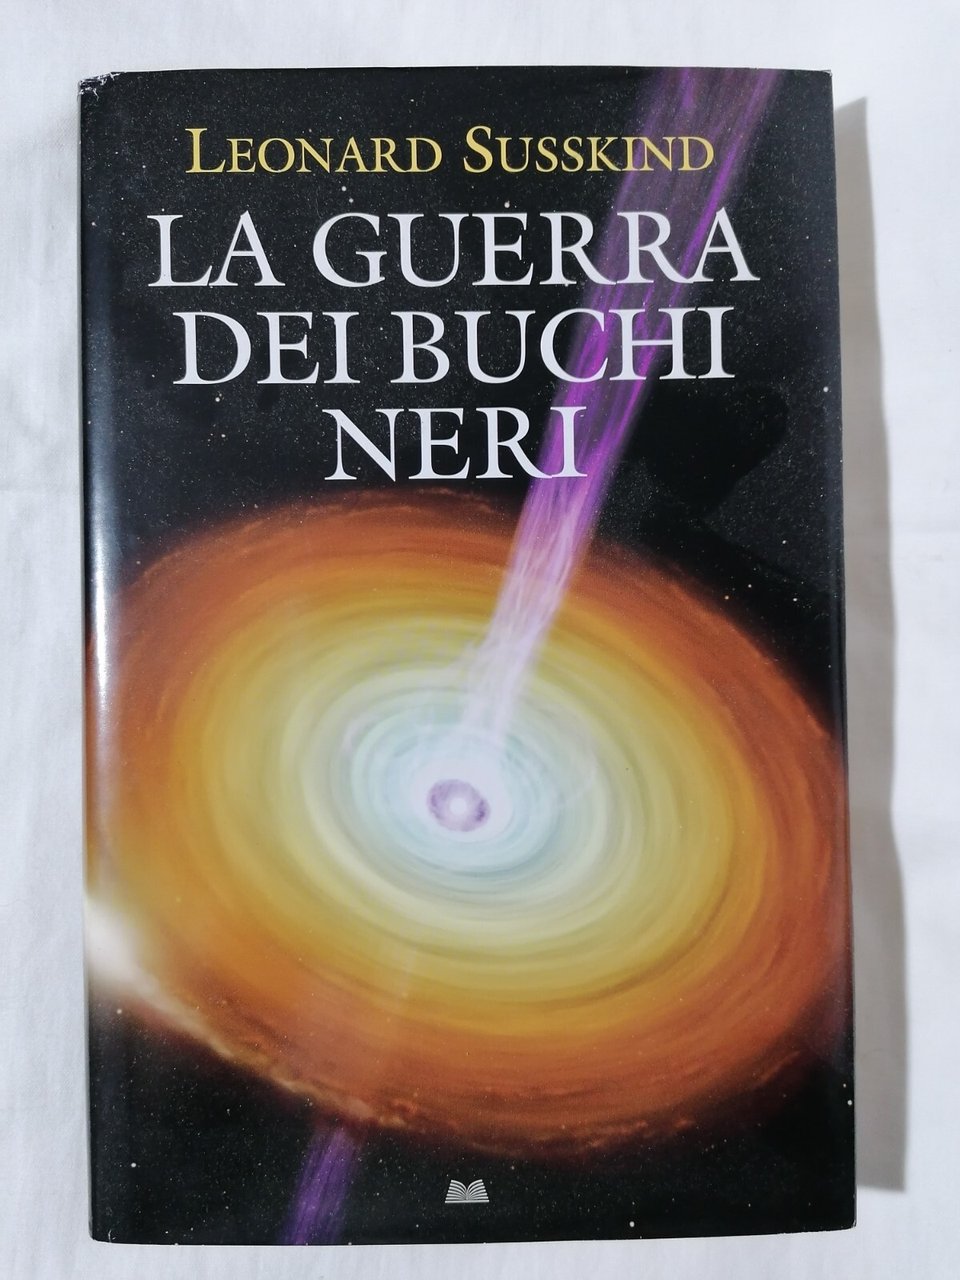 LEONARD SUSSKIND
LA GUERRA
DEI BUCHI
NERI